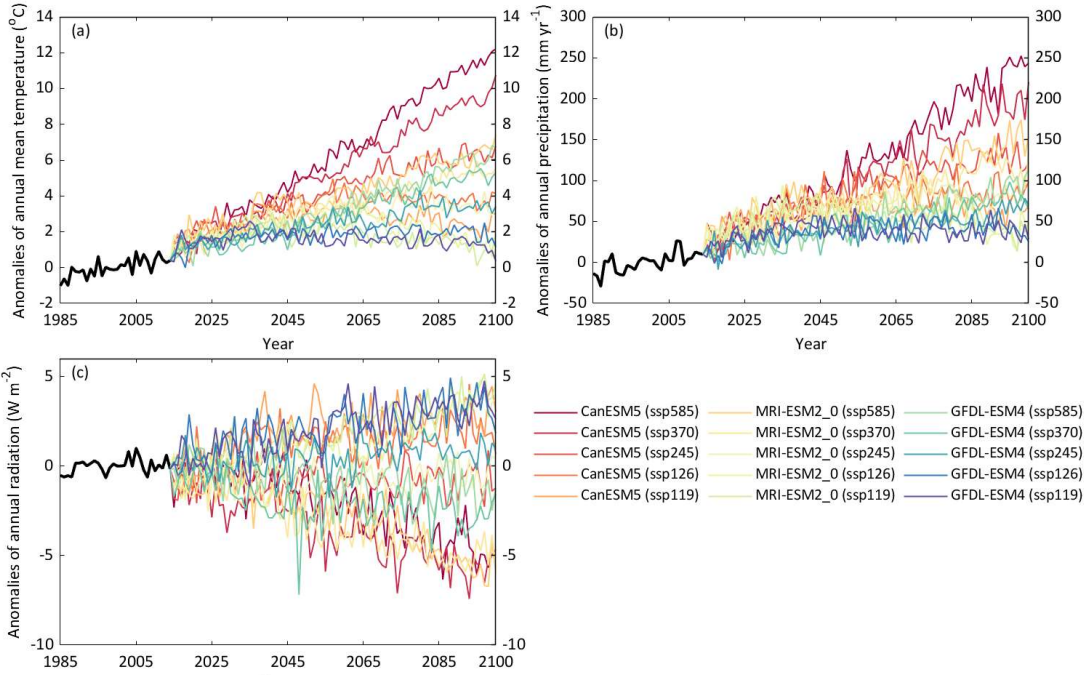 (a)
Anomalies of annual mean temperature (°C)
14 12 10 8 6 4 2 0 -2
14 12 10 8 6 4 2 0 -2
1985 2005 2025 2045 2065 2085 2100
Year
(b)
Anomalies of annual precipitation (mm yr-1)
300 250 200 150 100 50 0 -50
300 250 200 150 100 50 0 -50
1985 2005 2025 2045 2065 2085 2100
Year
(c)
Anomalies of annual radiation (W m-2)
5 0 -5 -10
5 0 -5 -10
1985 2005 2025 2045 2065 2085 2100
CanESM5 (ssp585)
CanESM5 (ssp370)
CanESM5 (ssp245)
CanESM5 (ssp126)
CanESM5 (ssp119)
MRI-ESM2_0 (ssp585)
MRI-ESM2_0 (ssp370)
MRI-ESM2_0 (ssp245)
MRI-ESM2_0 (ssp126)
MRI-ESM2_0 (ssp119)
GFDL-ESM4 (ssp585)
GFDL-ESM4 (ssp370)
GFDL-ESM4 (ssp245)
GFDL-ESM4 (ssp126)
GFDL-ESM4 (ssp119)